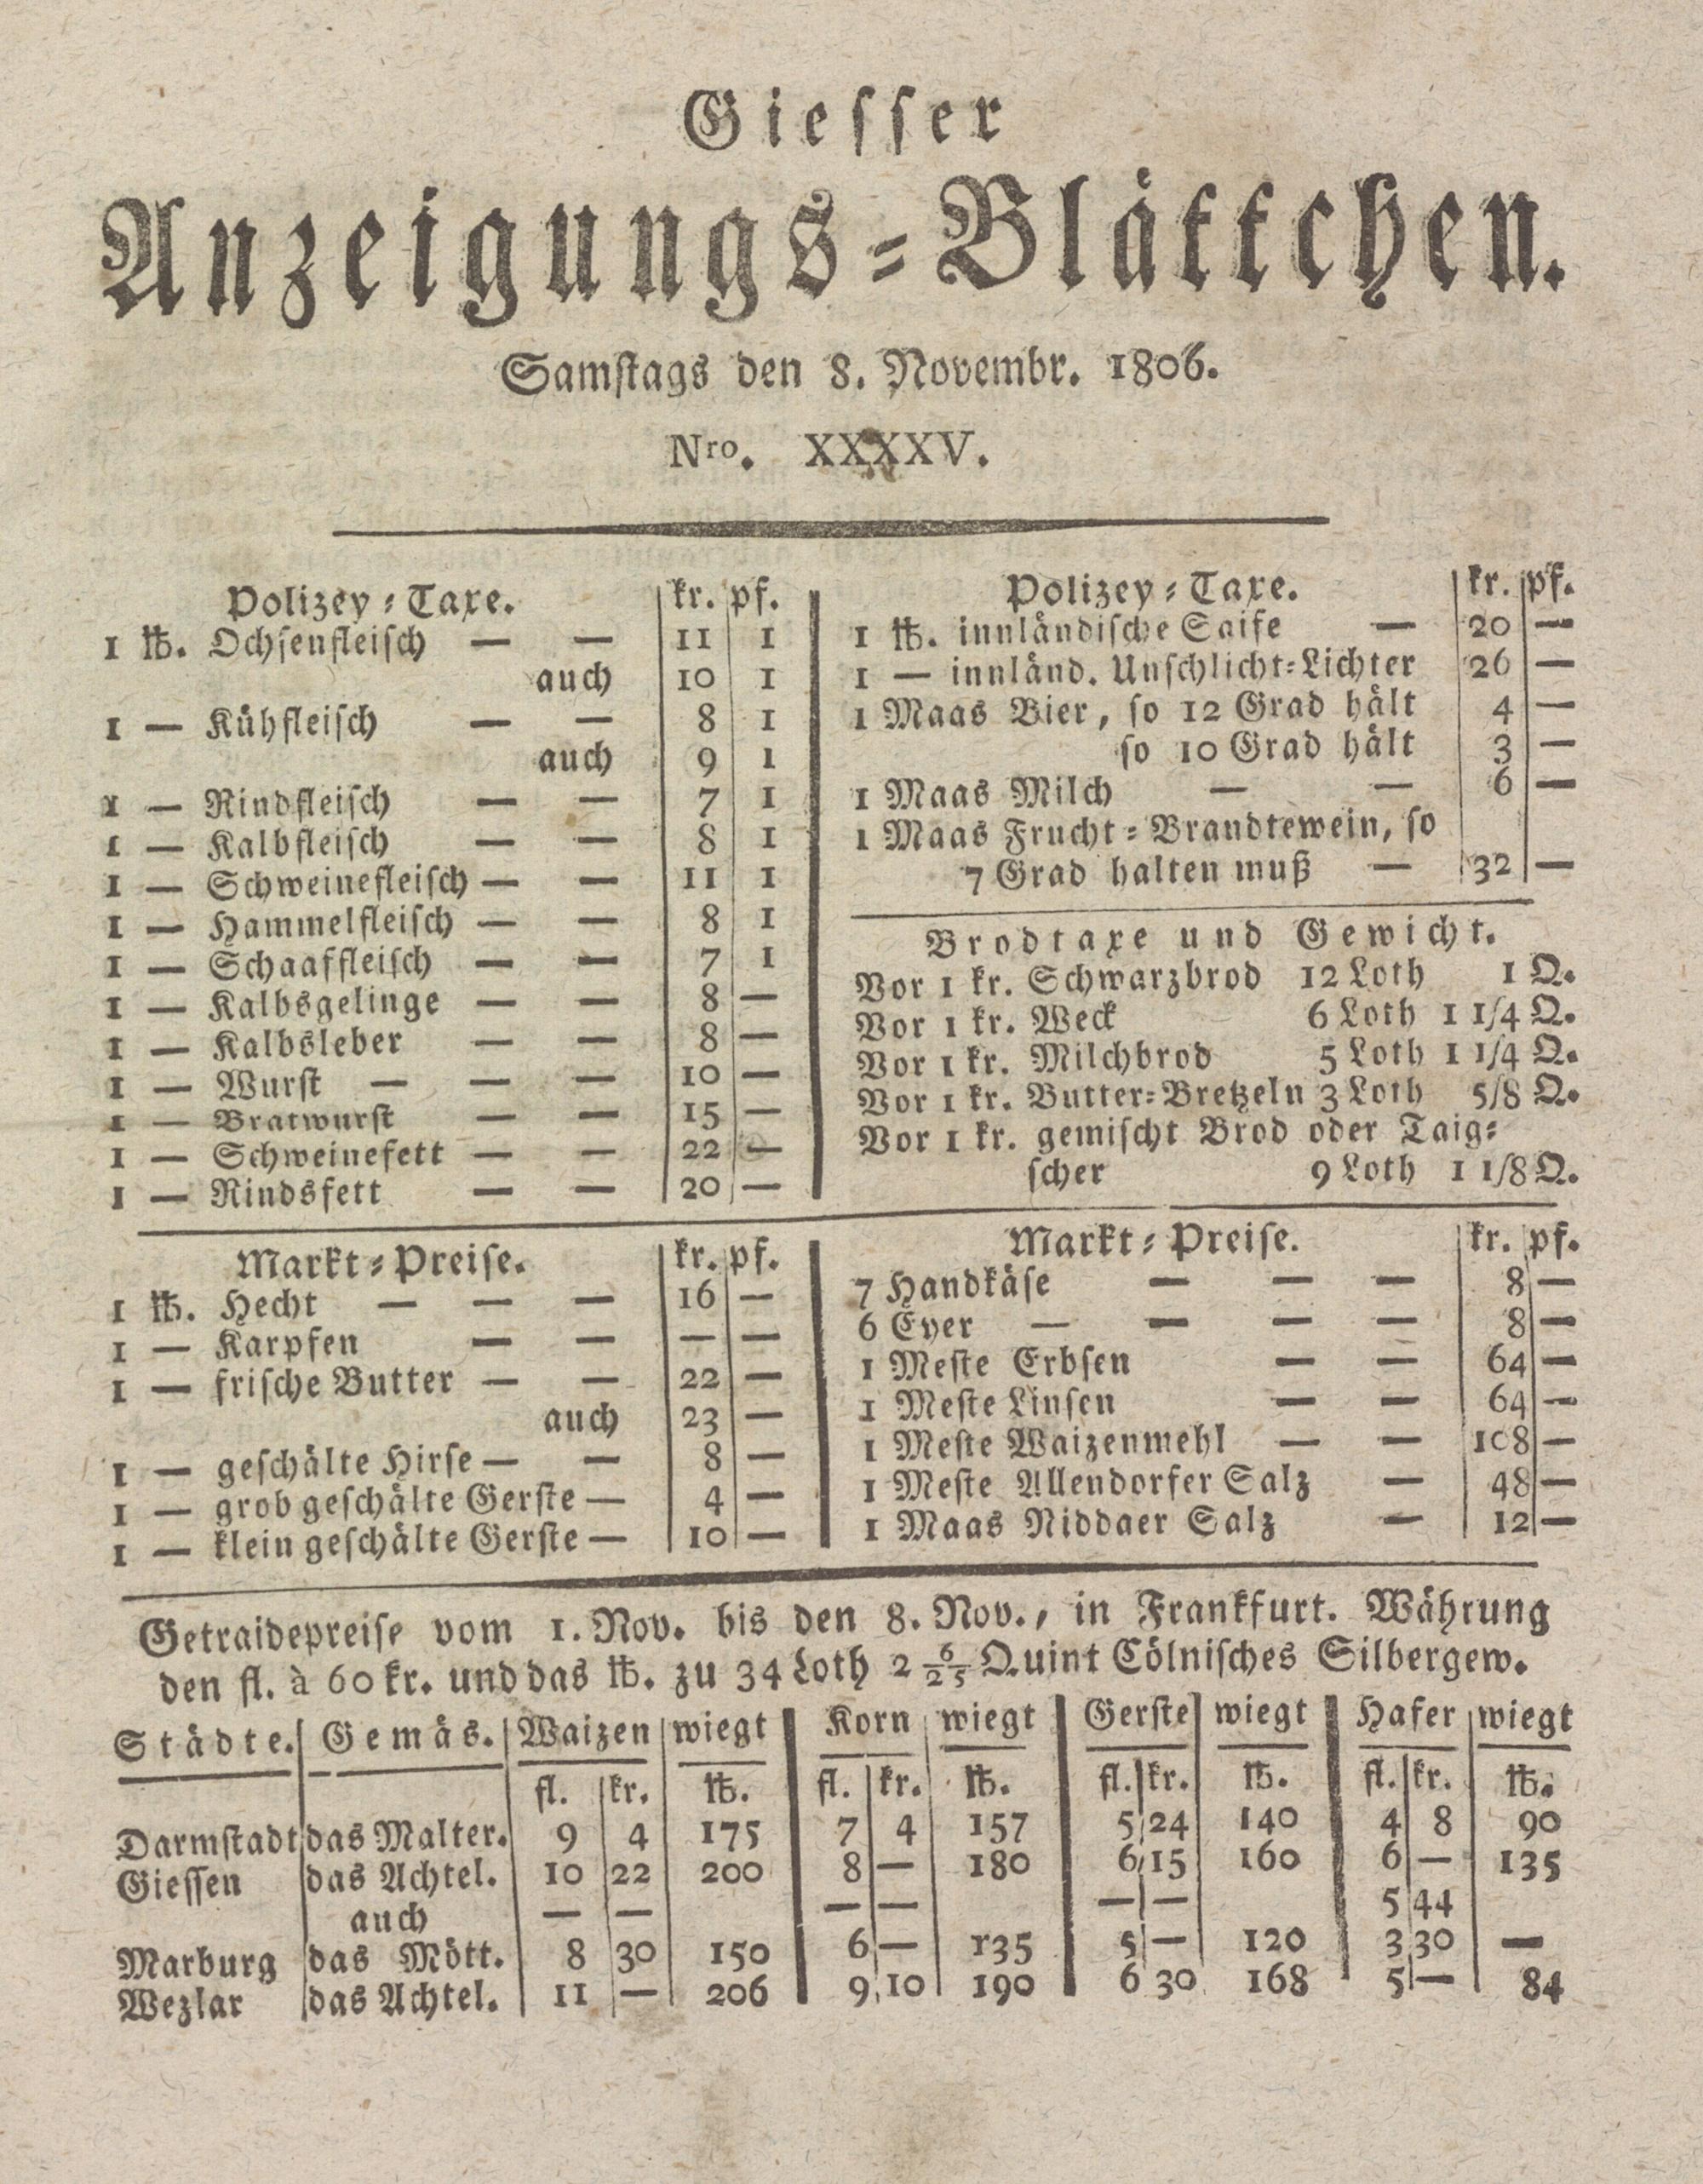 Giesser
Anzeigungs-Blättchen.
Samstags den 8. Novembr. 1806.
Nro. XXXXV.
Polizey-Taxe. kr. pf.
1 ℔. Ochsenfleisch — — 11 1
auch 10 1
1 — Kühfleisch — — 8 1
auch 9 1
1 — Rindfleisch — — 7 1
1 — Kalbfleisch — — 8 1
1 — Schweinefleisch — — 11 1
1 — Hammelfleisch — — 8 1
1 — Schaaffleisch — — 7 1
1 — Kalbsgelinge — — 8 —
1 — Kalbsleber — — 8 —
1 — Wurst — — — 10 —
1 — Bratwurst — — 15 —
1 — Schweinefett — — 22 —
1 — Rindsfett — — 20 —
Polizey-Taxe. kr. pf.
1 ℔. innländische Saife — 20 —
1 — innländ. Unschlicht-Lichter 26 —
1 Maas Bier, so 12 Grad hält 4 —
so 10 Grad hält 3 —
1 Maas Milch — — 6 —
1 Maas Frucht-Brandtewein, so
7 Grad halten muß — 32 —
Brodtaxe und Gewicht.
Vor 1 kr. Schwarzbrod 12 Loth 1 Q.
Vor 1 kr. Weck 6 Loth 1 1/4 Q.
Vor 1 kr. Milchbrod 5 Loth 1 1/4 Q.
Vor 1 kr. Butter-Bretzeln 3 Loth 5/8 Q.
Vor 1 kr. gemischt Brod oder Taig-
scher 9 Loth 1 1/8 Q.
Markt-Preise. kr. pf.
1 ℔. Hecht — — — 16 —
1 — Karpfen — — — —
1 — frische Butter — — 22 —
auch 23 —
1 — geschälte Hirse — — 8 —
1 — grob geschälte Gerste — 4 —
1 — klein geschälte Gerste — 10 —
Markt-Preise. kr. pf.
7 Handkäse — — — 8 —
6 Eyer — — — — 8 —
1 Meste Erbsen — — 64 —
1 Meste Linsen — — 64 —
1 Meste Waizenmehl — — 108 —
1 Meste Allendorfer Salz — 48 —
1 Maas Niddaer Salz — 12 —
Getraidepreise vom 1. Nov. bis den 8. Nov., in Frankfurt. Währung
den fl. à 60 kr. und das ℔. zu 34 Loth 2 6/25 Quint Cölnisches Silbergew.
Städte. Gemäs. Waizen wiegt Korn wiegt Gerste wiegt Hafer wiegt
fl. kr. ℔. fl. kr. ℔. fl. kr. ℔. fl. kr. ℔.
Darmstadt das Malter. 9 4 175 7 4 157 5 24 140 4 8 90
Giessen das Achtel. 10 22 200 8 — 180 6 15 160 6 — 135
auch — — — — — — 5 44
Marburg das Mött. 8 30 150 6 — 135 5 — 120 3 30 —
Wezlar das Achtel. 11 — 206 9 10 190 6 30 168 5 — 84